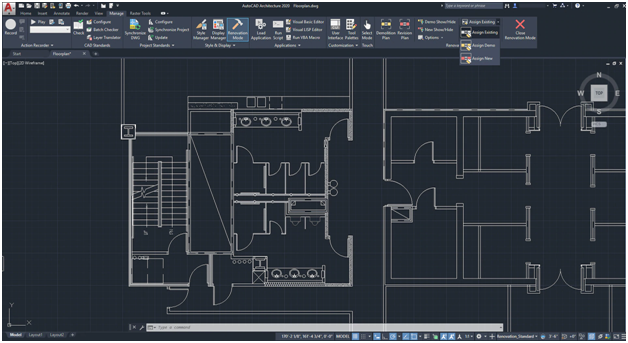 AutoCAD Architecture 2020 Floorplan.dwg
Home Insert Annotate Render View Manage
Record Play Check Configure Batch Checker Layer Translator
Synchronize DWG Configure Synchronize Project Repair Project
Style Manager Display Manager Renovation Mode
Load Application Run Script Visual Basic Editor Visual LISP Editor Run VBA Macro
User Interface Tool Palettes Select Mode
Demolition Plan Revision Plan Demo Show/Hide New Show/Hide Options
Assign Existing
Assign Existing
Assign Demo
Assign New
Close Renovation Mode
Action Recorder CAD Standards Project Standards Style & Display Applications Customization Touch
Start Floorplan*
[-][Top][2D Wireframe]
N
W TOP E
S
Y
X
Type a command
Model Layout1 Layout2
MODEL Renovation_Standard